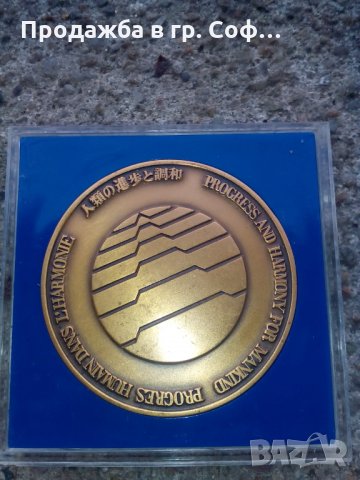 Продажба в гр. Соф...
人類の進歩と調和
PROGRESS AND HARMONY FOR MANKIND
PROGRES HUMAIN DANS L'HARMONIE
BAZAR